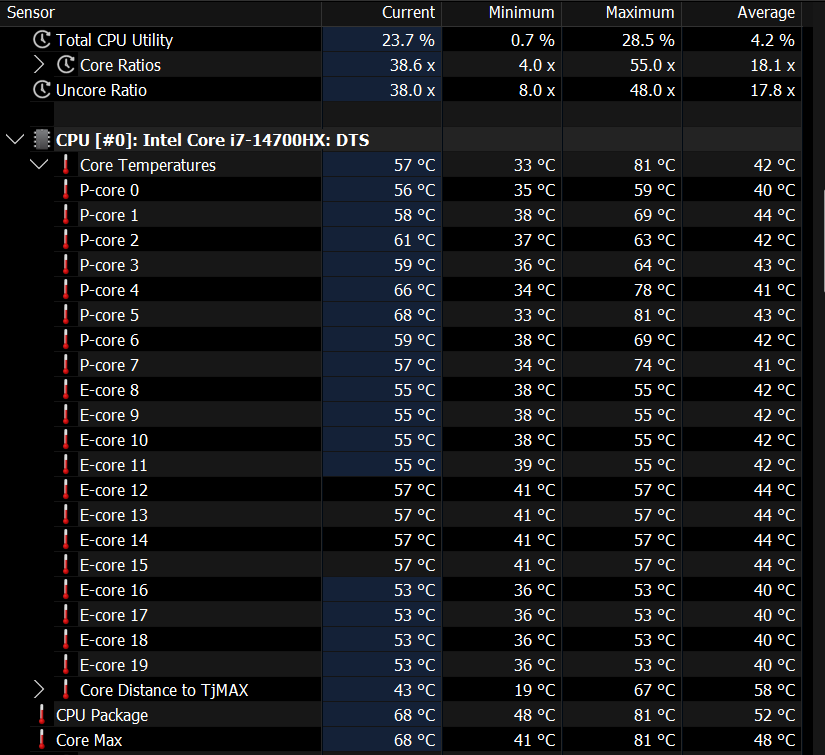 Sensor Current Minimum Maximum Average
Total CPU Utility 23.7 % 0.7 % 28.5 % 4.2 %
Core Ratios 38.6 x 4.0 x 55.0 x 18.1 x
Uncore Ratio 38.0 x 8.0 x 48.0 x 17.8 x
CPU [#0]: Intel Core i7-14700HX: DTS
Core Temperatures 57 °C 33 °C 81 °C 42 °C
P-core 0 56 °C 35 °C 59 °C 40 °C
P-core 1 58 °C 38 °C 69 °C 44 °C
P-core 2 61 °C 37 °C 63 °C 42 °C
P-core 3 59 °C 36 °C 64 °C 43 °C
P-core 4 66 °C 34 °C 78 °C 41 °C
P-core 5 68 °C 33 °C 81 °C 43 °C
P-core 6 59 °C 38 °C 69 °C 42 °C
P-core 7 57 °C 34 °C 74 °C 41 °C
E-core 8 55 °C 38 °C 55 °C 42 °C
E-core 9 55 °C 38 °C 55 °C 42 °C
E-core 10 55 °C 38 °C 55 °C 42 °C
E-core 11 55 °C 39 °C 55 °C 42 °C
E-core 12 57 °C 41 °C 57 °C 44 °C
E-core 13 57 °C 41 °C 57 °C 44 °C
E-core 14 57 °C 41 °C 57 °C 44 °C
E-core 15 57 °C 41 °C 57 °C 44 °C
E-core 16 53 °C 36 °C 53 °C 40 °C
E-core 17 53 °C 36 °C 53 °C 40 °C
E-core 18 53 °C 36 °C 53 °C 40 °C
E-core 19 53 °C 36 °C 53 °C 40 °C
Core Distance to TjMAX 43 °C 19 °C 67 °C 58 °C
CPU Package 68 °C 48 °C 81 °C 52 °C
Core Max 68 °C 41 °C 81 °C 48 °C